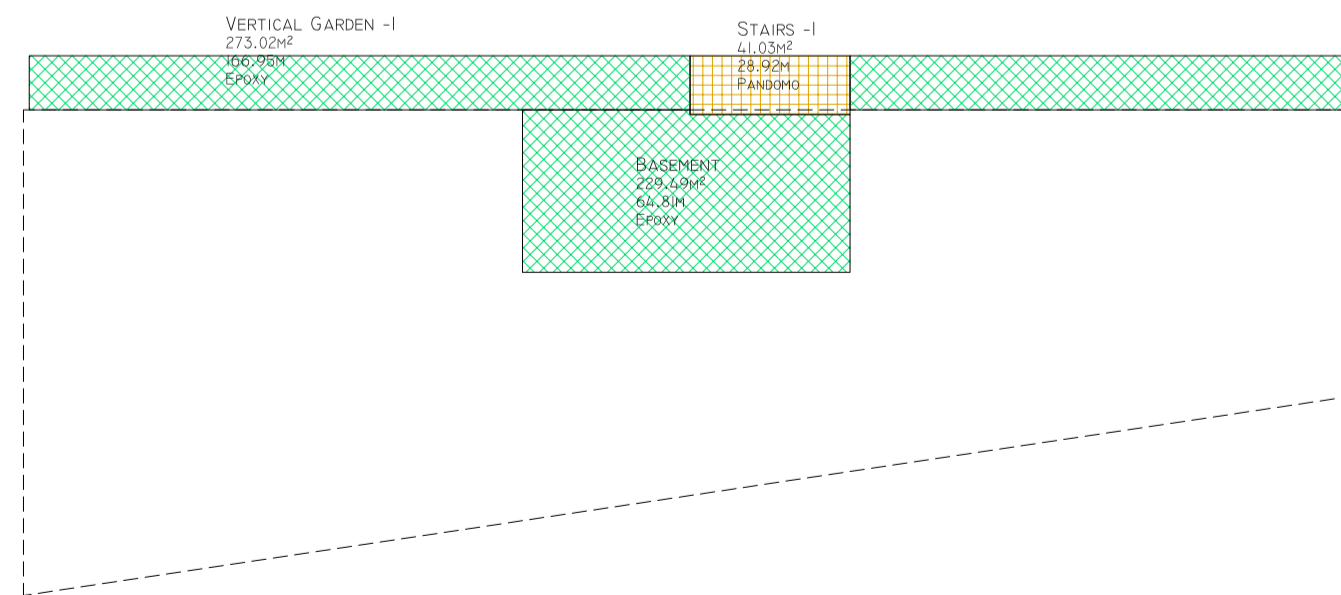 VERTICAL GARDEN -1
273.02M²
166.95M
EPOXY
STAIRS -1
41.03M²
28.92M
PANDOMO
BASEMENT
229.49M²
64.81M
EPOXY